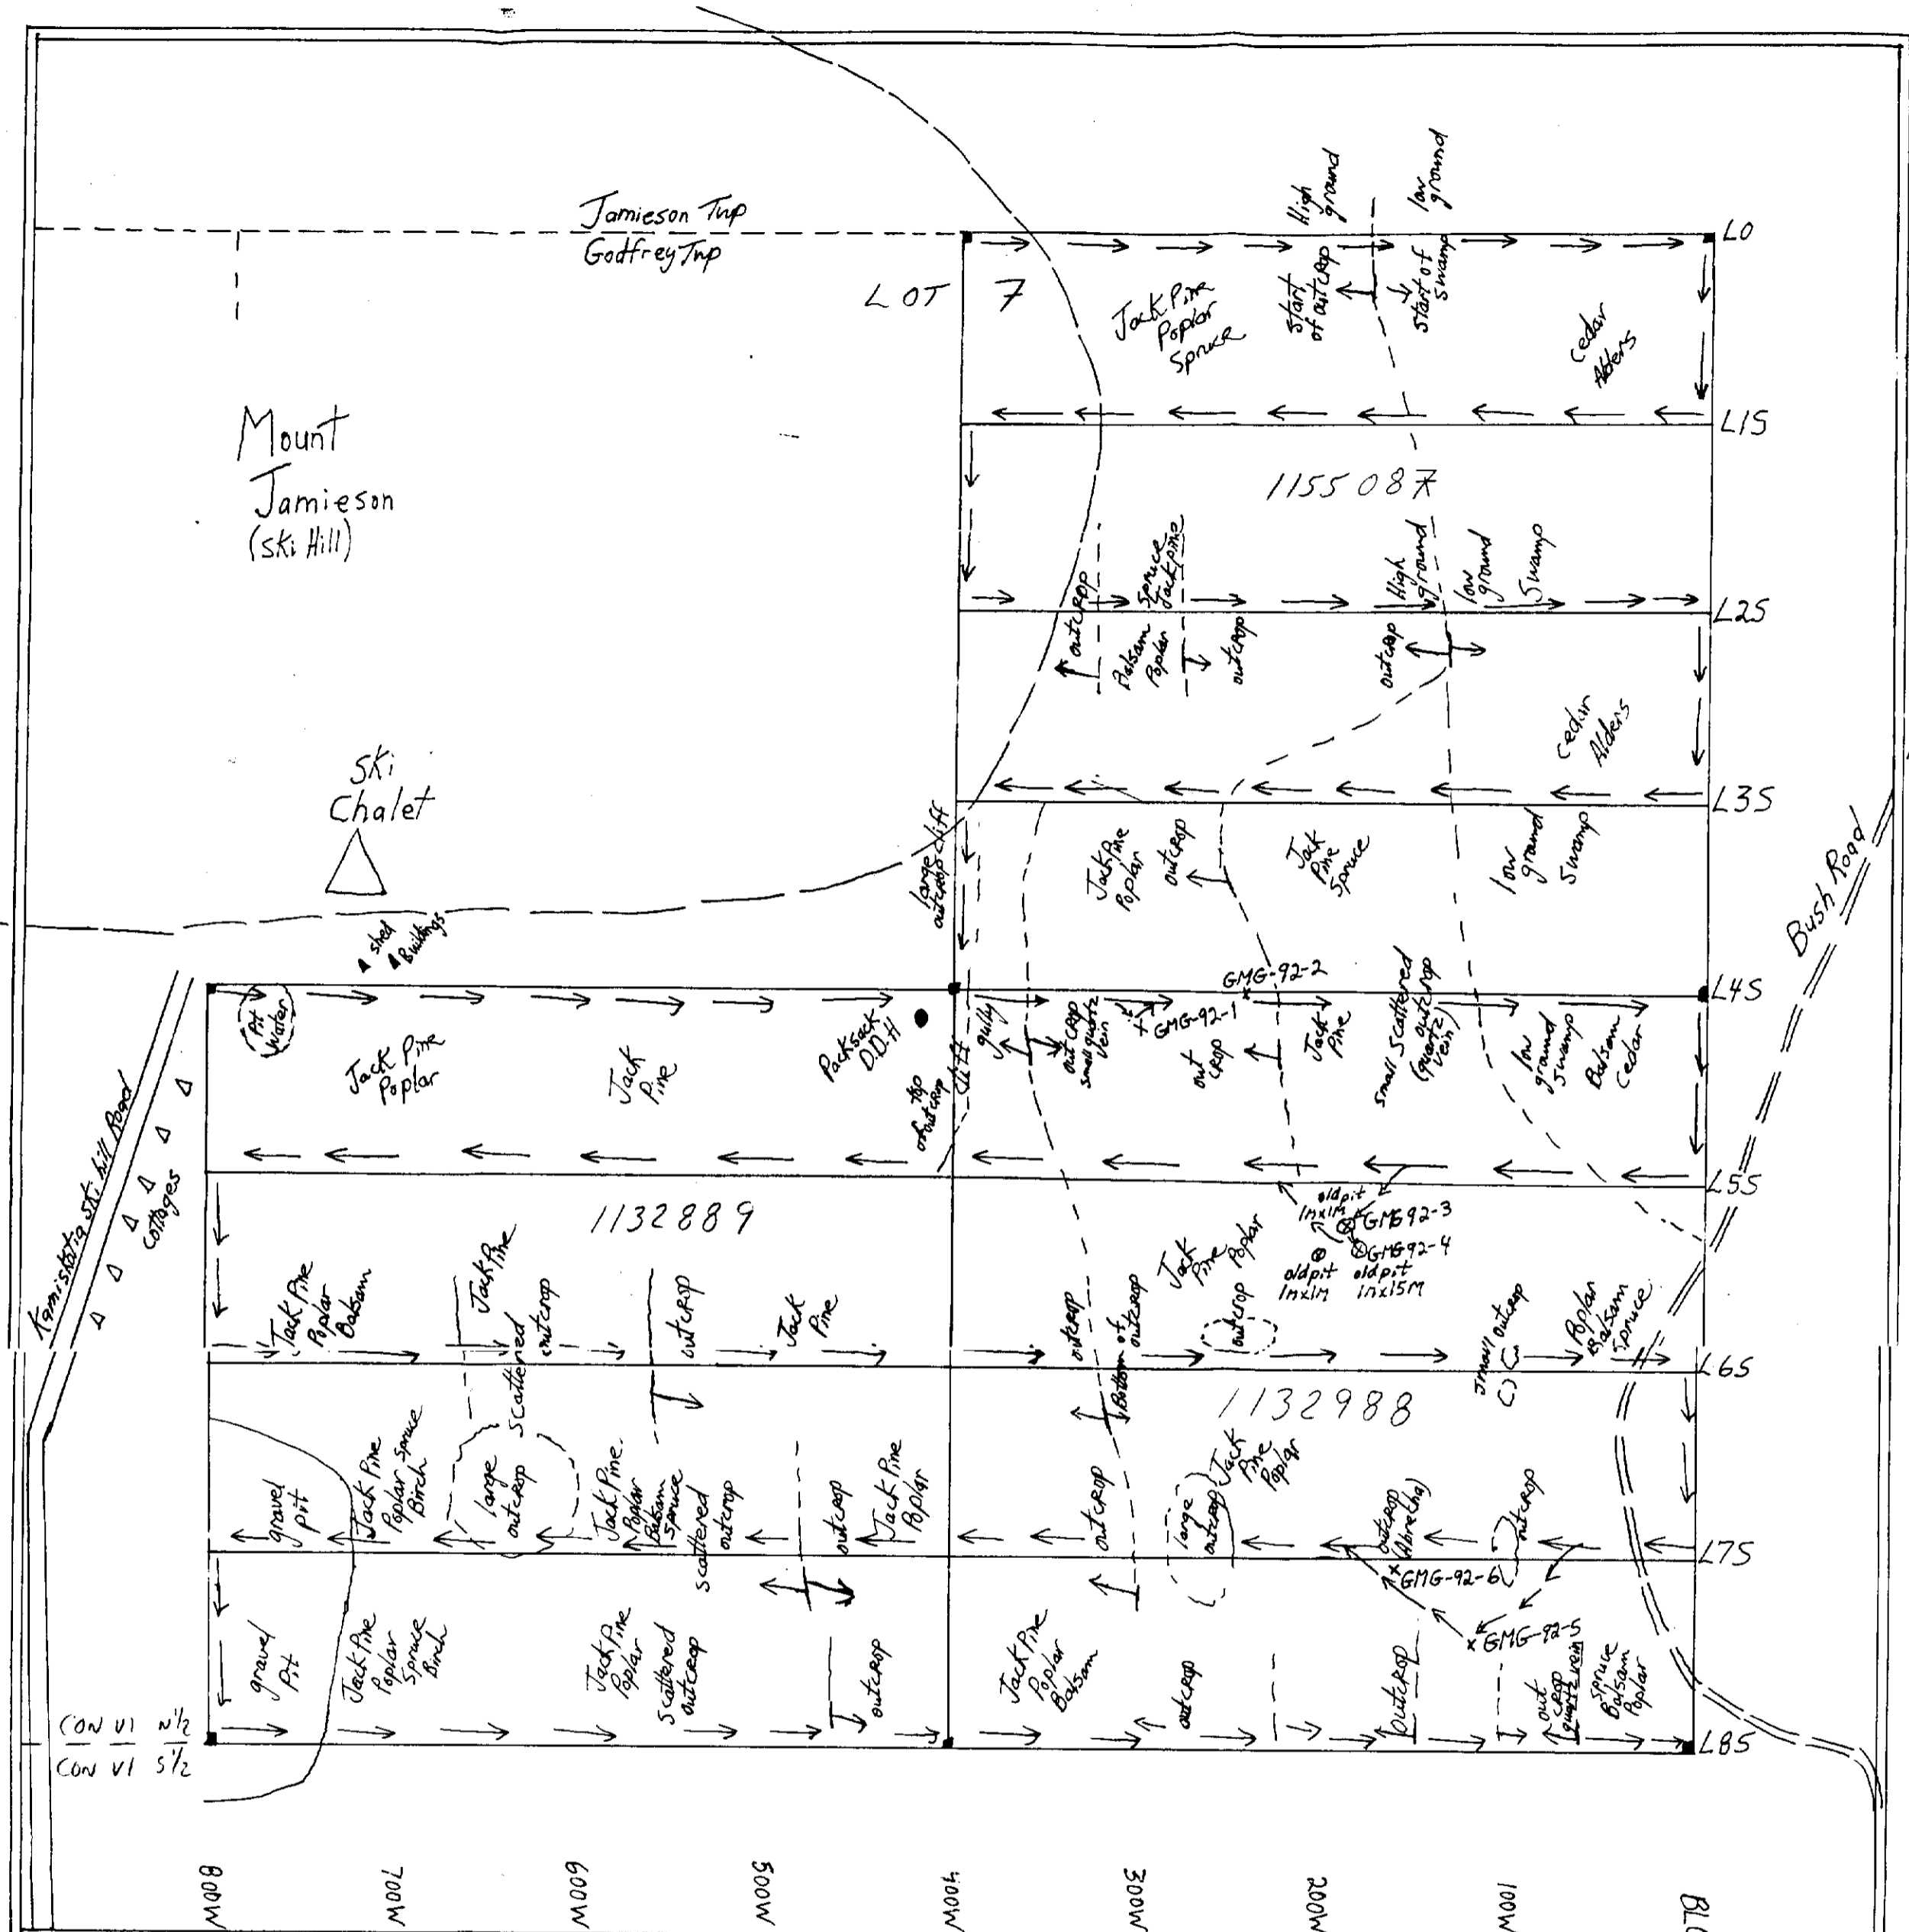 Jamieson Twp
Godfrey Twp
LOT 7
High
ground
low
ground
L0
Jack Pine
Poplar
Spruce
start
of outcrop
start of
swamp
cedar
Alders
Mount
Jamieson
(Ski Hill)
L1S
1155087
outcrop
Balsam Spruce
Poplar Jackpine
outcrop
High
ground
low
ground
Swamp
L2S
outcrop
cedar
Alders
Ski
Chalet
L3S
large
outcrop cliff
Jack Pine
Poplar
outcrop
Jack
Pine
Spruce
low
ground
Swamp
Bush Road
shed
Buildings
GMG-92-2
L4S
Pit
Water
Jack Pine
Poplar
Jack
Pine
Packsack
D.D.H
top
of outcrop
Cliff
gully
outcrop
small quartz
vein
GMG-92-1
out
crop
Jack
Pine
small Scattered
outcrop
(quartz
vein)
low
ground
swamp
Balsam
Cedar
Kamiskotia Ski hill Road
cottages
L5S
1132889
old pit
1mx1m
GMG92-3
GMG92-4
old pit
1mx1m
old pit
1mx15m
Jack Pine
Poplar
Balsam
Jack Pine
Scattered
outcrop
outcrop
Jack
Pine
outcrop
Bottom of
outcrop
Jack
Pine
Poplar
outcrop
small outcrop
Poplar
Balsam
Spruce
L6S
1132988
gravel
pit
Jack Pine
Poplar Spruce
Birch
large
outcrop
Jack Pine
Poplar
Balsam
Spruce
scattered
outcrop
outcrop
Jack Pine
Poplar
outcrop
large
outcrop
Jack
Pine
Poplar
outcrop
outcrop
L7S
GMG-92-6
GMG-92-5
gravel
Pit
Jack Pine
Poplar
Spruce
Birch
Jack Pine
Poplar
Scattered
outcrop
outcrop
Jack Pine
Poplar
Balsam
outcrop
outcrop
out
crop
quartz vein
Spruce
Balsam
Poplar
CON VI N 1/2
CON VI S 1/2
L8S
800W
700W
600W
500W
400W
300W
200W
100W